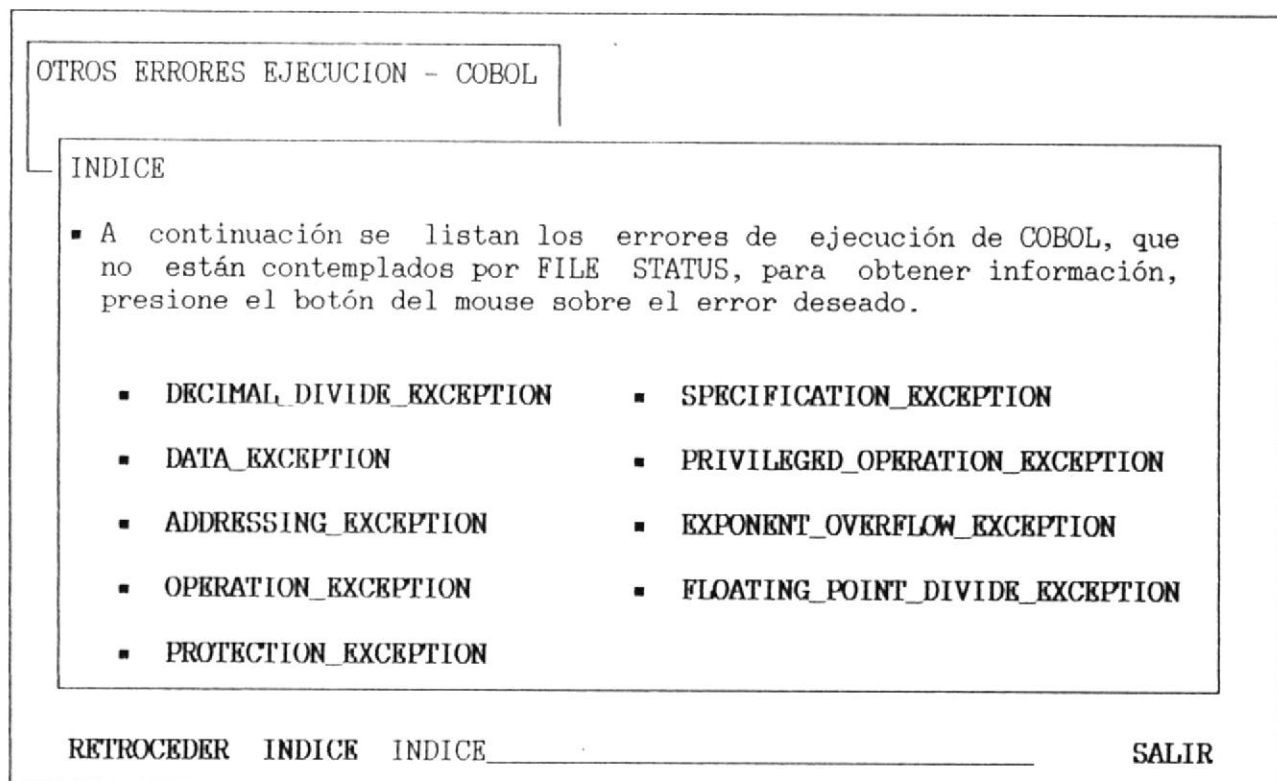 OTROS ERRORES EJECUCION - COBOL
INDICE
▪ A continuación se listan los errores de ejecución de COBOL, que
no están contemplados por FILE STATUS, para obtener información,
presione el botón del mouse sobre el error deseado.
▪ DECIMAL_DIVIDE_EXCEPTION ▪ SPECIFICATION_EXCEPTION
▪ DATA_EXCEPTION ▪ PRIVILEGED_OPERATION_EXCEPTION
▪ ADDRESSING_EXCEPTION ▪ EXPONENT_OVERFLOW_EXCEPTION
▪ OPERATION_EXCEPTION ▪ FLOATING_POINT_DIVIDE_EXCEPTION
▪ PROTECTION_EXCEPTION
RETROCEDER INDICE INDICE SALIR